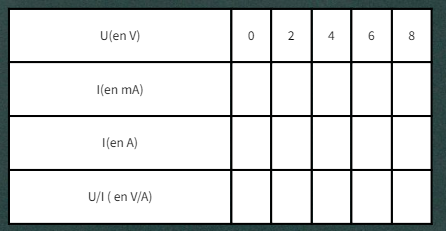 U(en V) 0 2 4 6 8
I(en mA)
I(en A)
U/I ( en V/A)